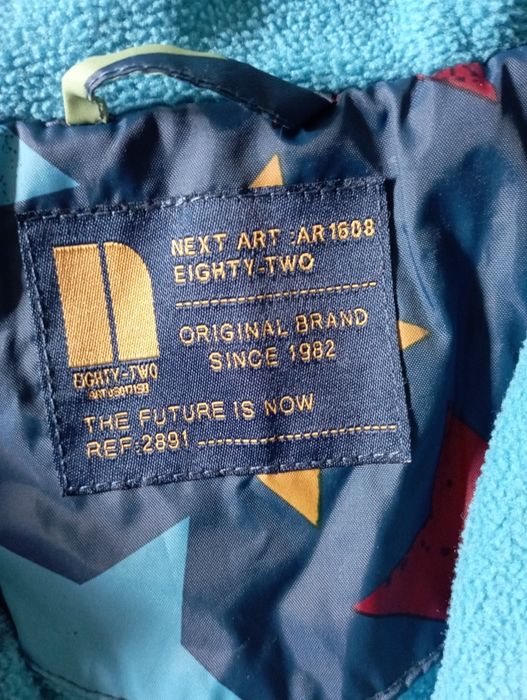 NEXT ART :AR1608
EIGHTY-TWO
ORIGINAL BRAND
SINCE 1982
EIGHTY-TWO
THE FUTURE IS NOW
REF:2891